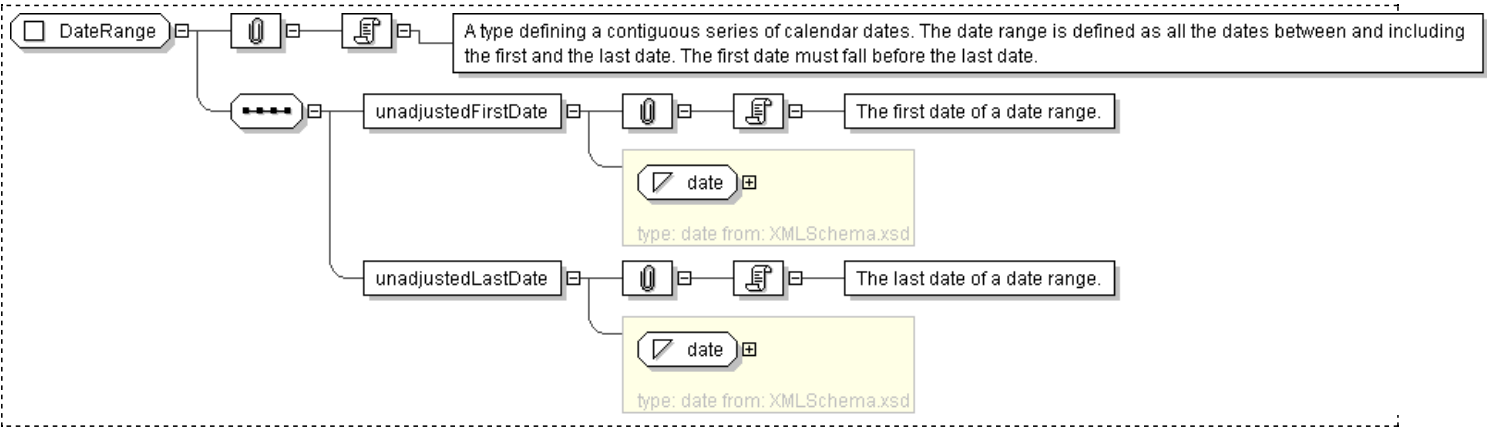 DateRange
A type defining a contiguous series of calendar dates. The date range is defined as all the dates between and including
the first and the last date. The first date must fall before the last date.
unadjustedFirstDate
The first date of a date range.
date
type: date from: XMLSchema.xsd
unadjustedLastDate
The last date of a date range.
date
type: date from: XMLSchema.xsd